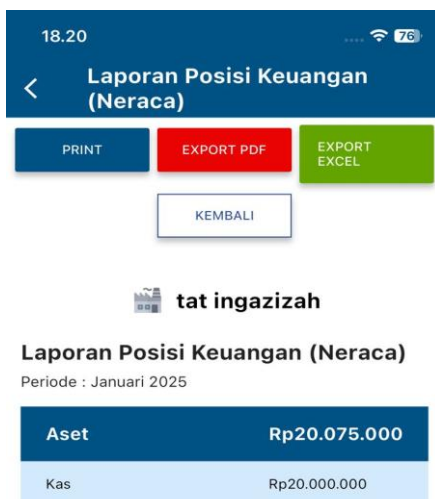 18.20
76
Laporan Posisi Keuangan
(Neraca)
PRINT
EXPORT PDF
EXPORT
EXCEL
KEMBALI
tat ingazizah
Laporan Posisi Keuangan (Neraca)
Periode : Januari 2025
Aset Rp20.075.000
Kas Rp20.000.000